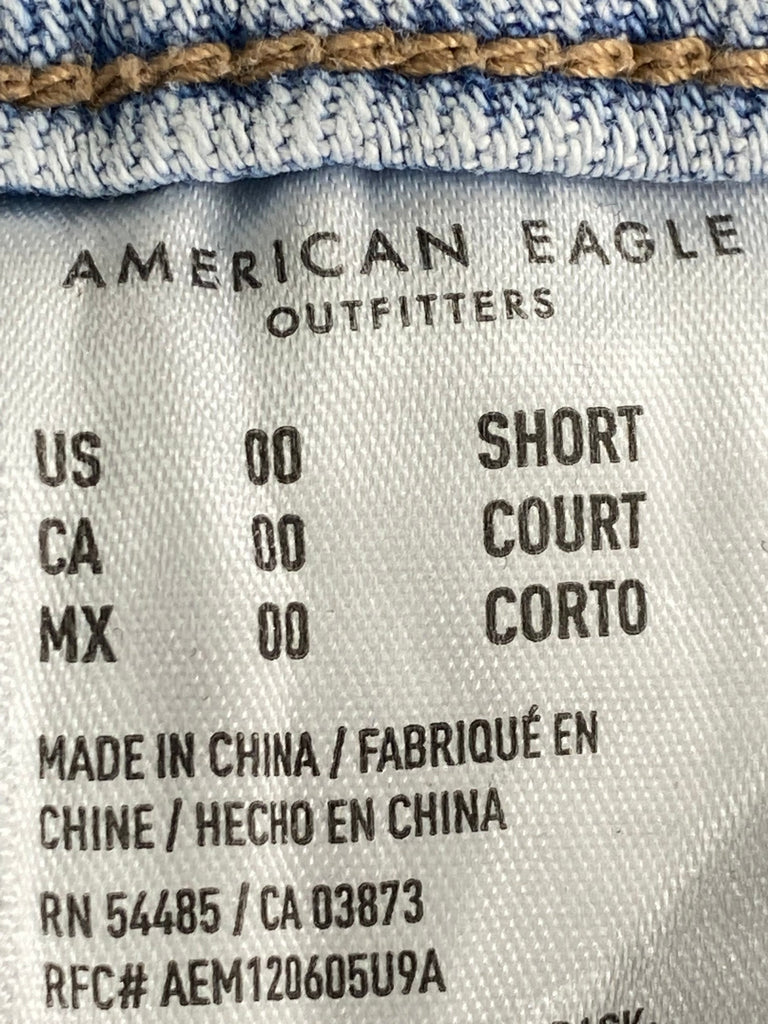 AMERICAN EAGLE
OUTFITTERS
US 00 SHORT
CA 00 COURT
MX 00 CORTO
MADE IN CHINA / FABRIQUÉ EN
CHINE / HECHO EN CHINA
RN 54485 / CA 03873
RFC# AEM120605U9A